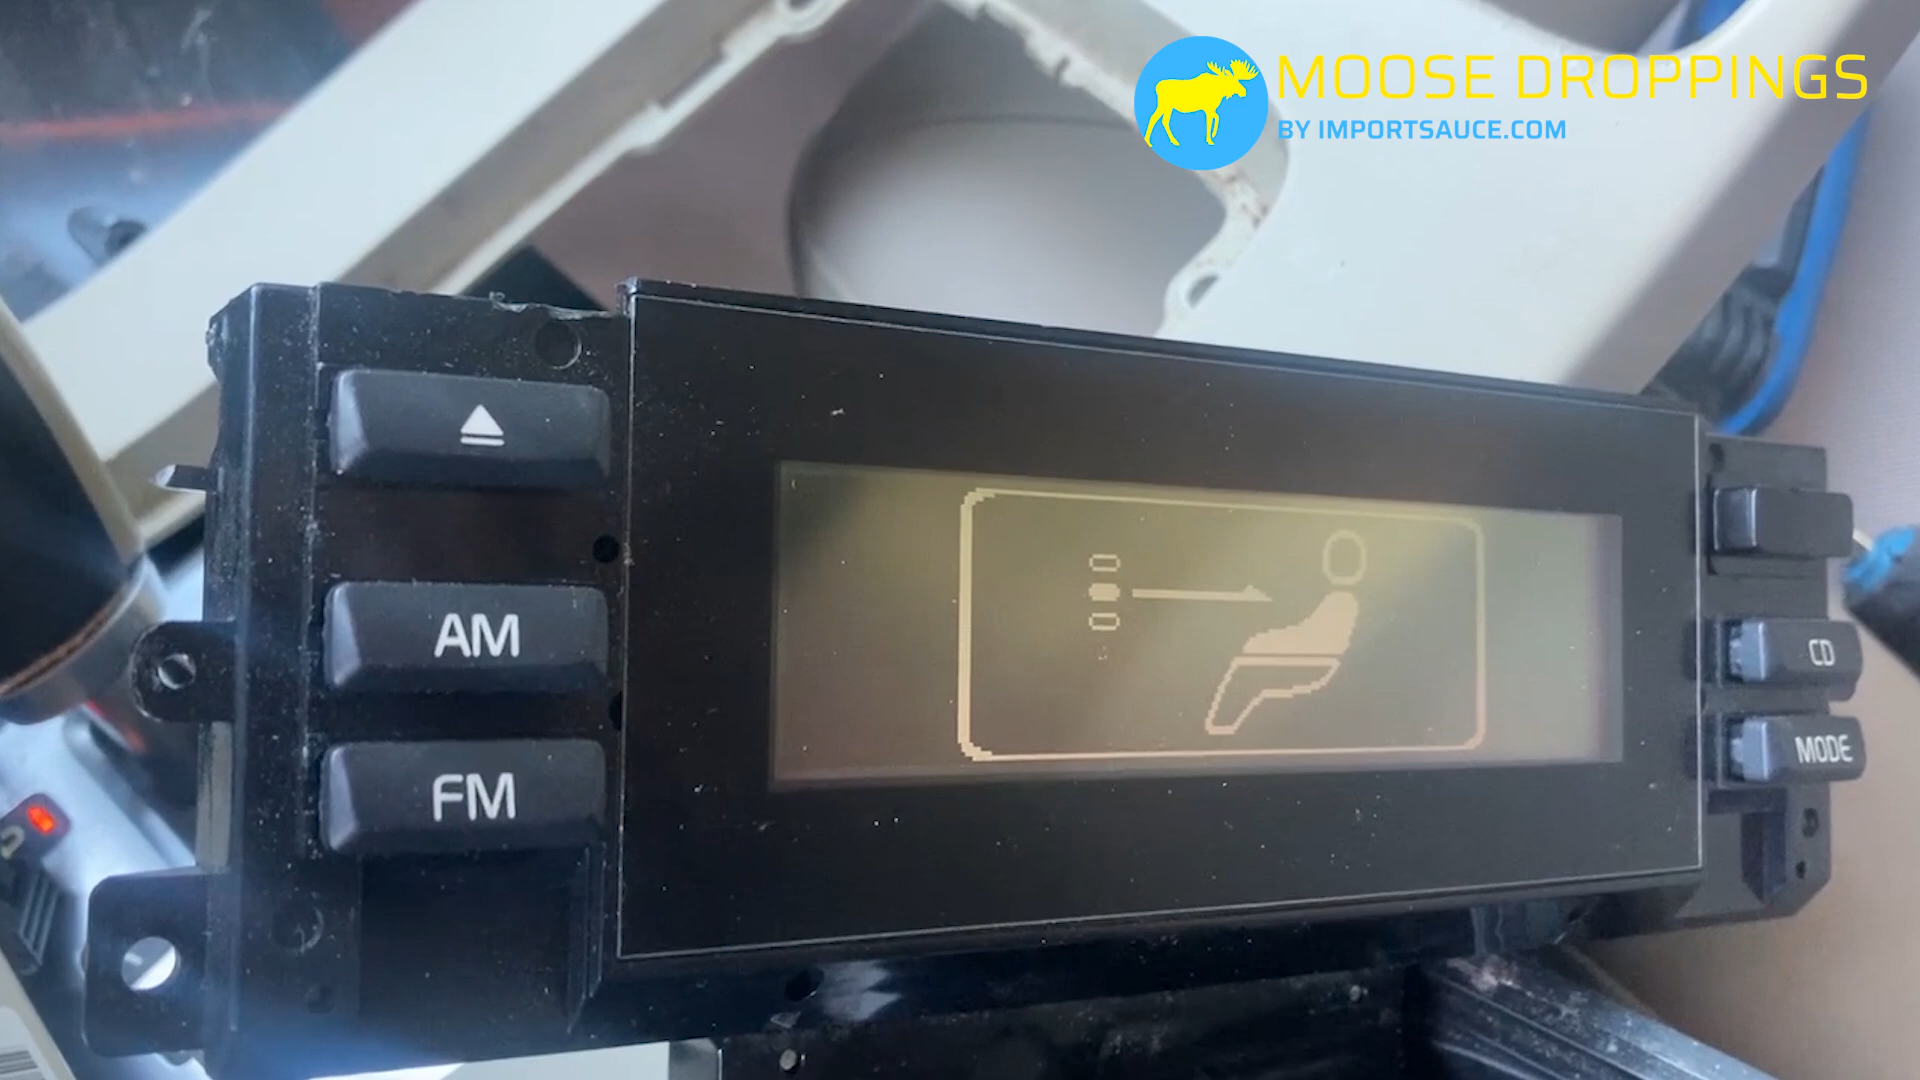 MOOSE DROPPINGS
BY IMPORTSAUCE.COM
AM
FM
CD
MODE